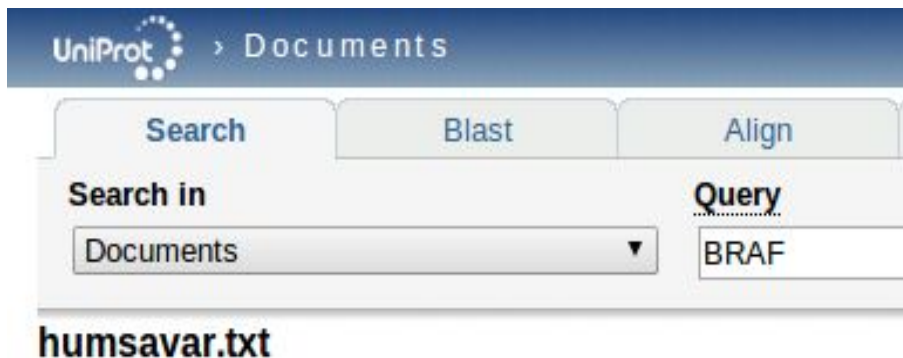 UniProt › Documents
Search Blast Align
Search in Query
Documents ▼ BRAF
humsavar.txt